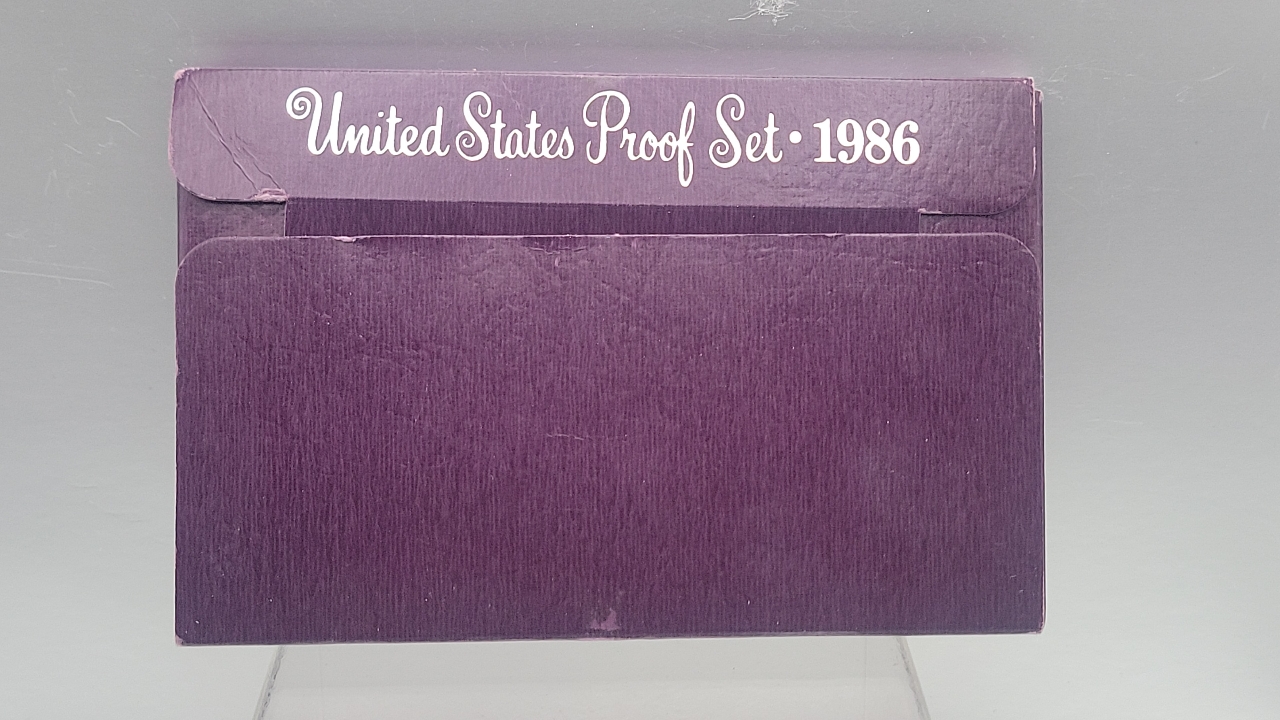 United States Proof Set • 1986